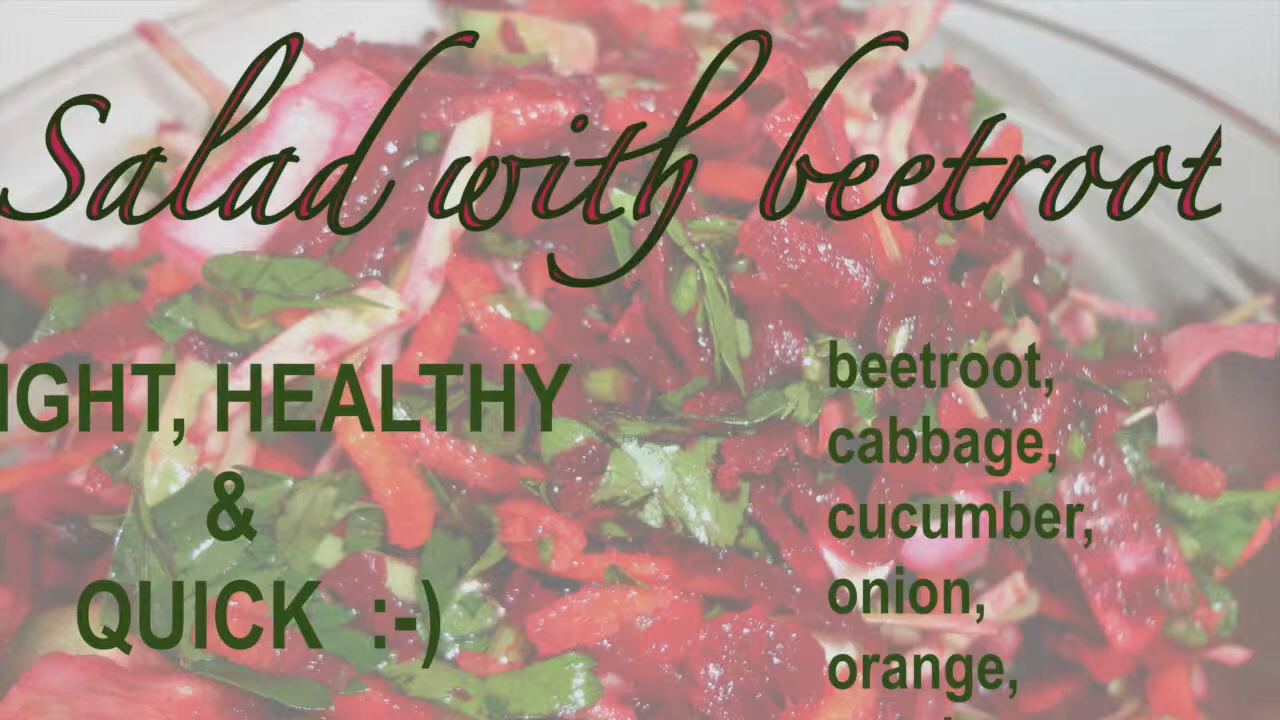 Salad with beetroot
IGHT, HEALTHY
&
QUICK :-)
beetroot,
cabbage,
cucumber,
onion,
orange,